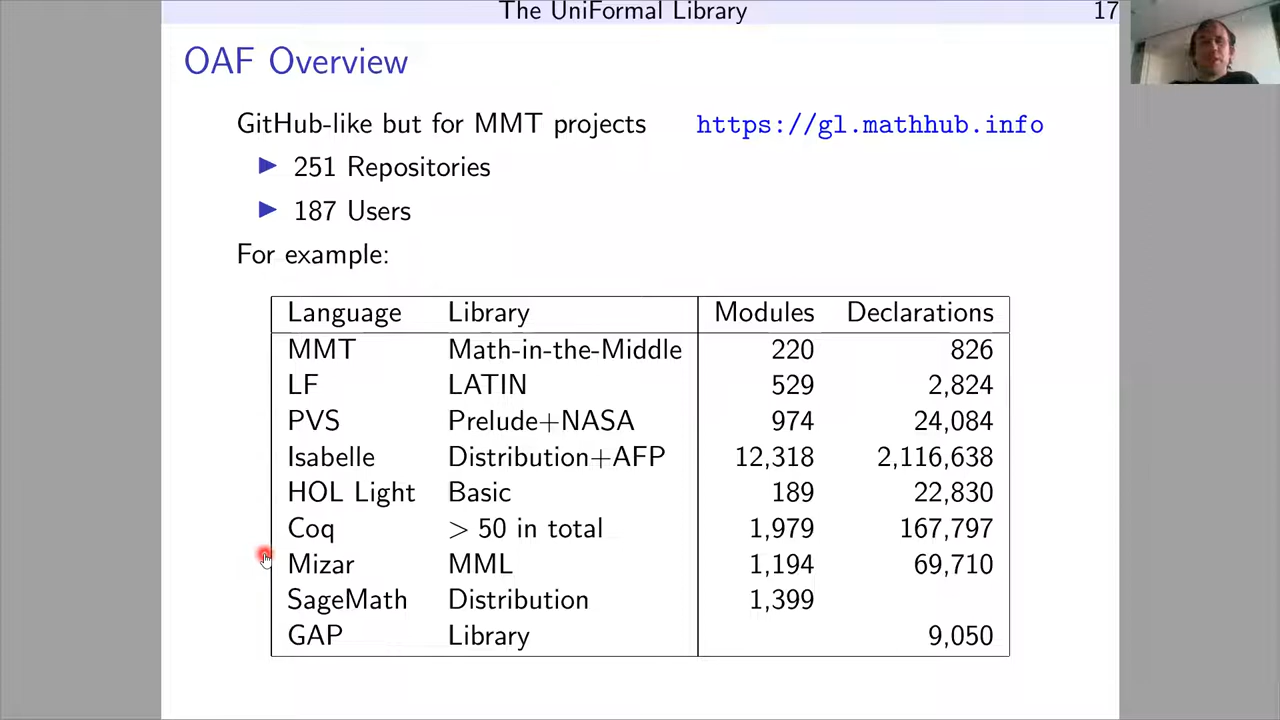 The UniFormal Library 17
OAF Overview
GitHub-like but for MMT projects https://gl.mathhub.info
251 Repositories
187 Users
For example:
Language Library Modules Declarations
MMT Math-in-the-Middle 220 826
LF LATIN 529 2,824
PVS Prelude+NASA 974 24,084
Isabelle Distribution+AFP 12,318 2,116,638
HOL Light Basic 189 22,830
Coq > 50 in total 1,979 167,797
Mizar MML 1,194 69,710
SageMath Distribution 1,399
GAP Library 9,050